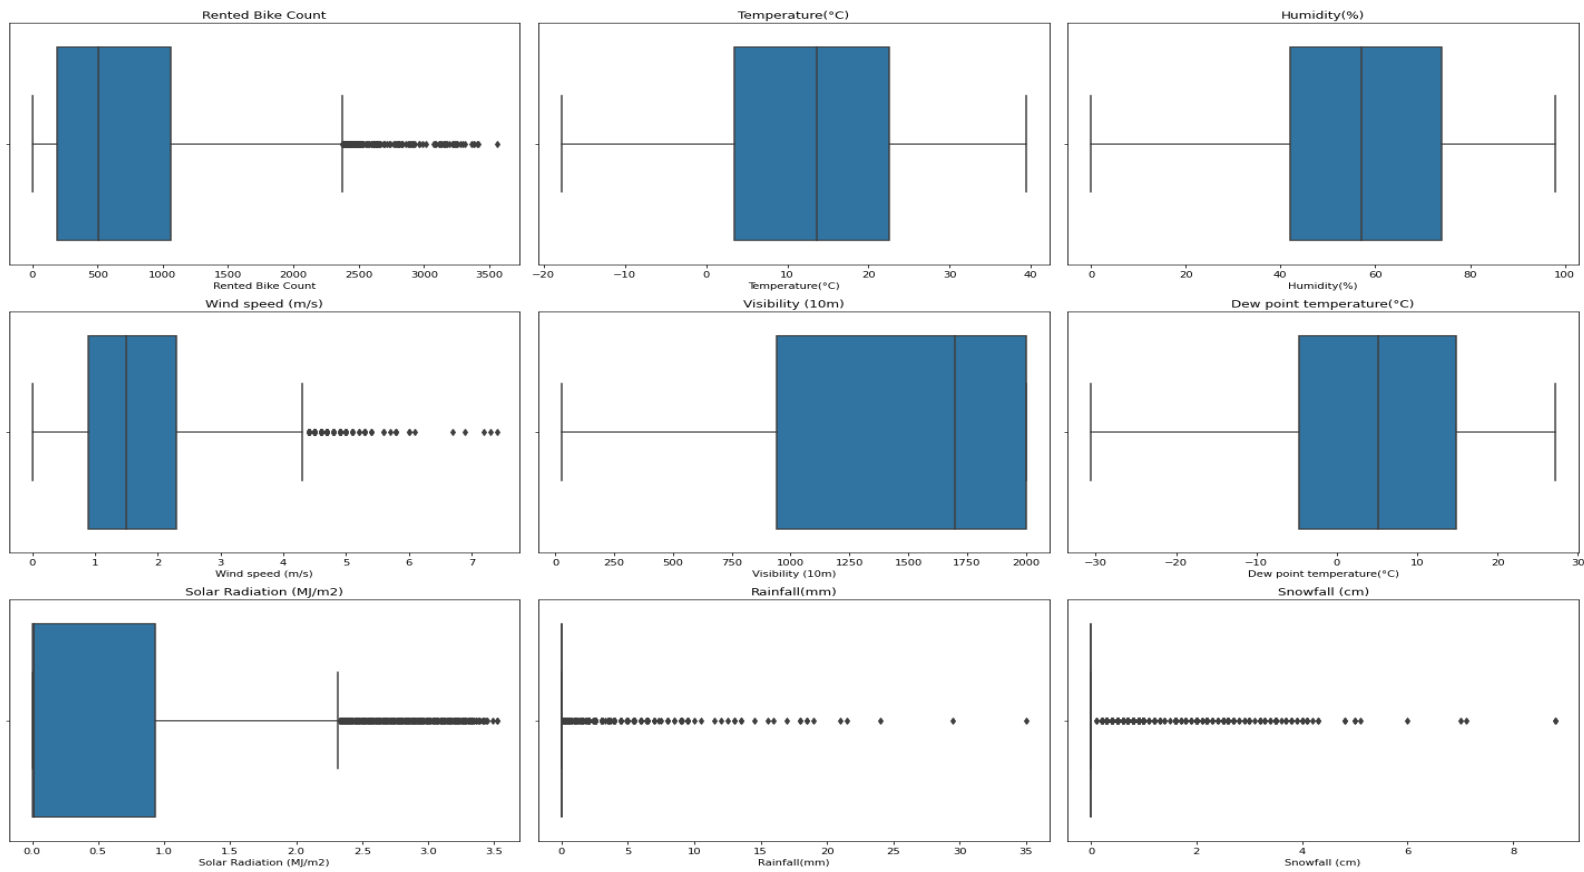 Rented Bike Count
Temperature(°C)
Humidity(%)
0 500 1000 1500 2000 2500 3000 3500
−20 −10 0 10 20 30 40
0 20 40 60 80 100
Rented Bike Count
Temperature(°C)
Humidity(%)
Wind speed (m/s)
Visibility (10m)
Dew point temperature(°C)
0 1 2 3 4 5 6 7
0 250 500 750 1000 1250 1500 1750 2000
−30 −20 −10 0 10 20 30
Wind speed (m/s)
Visibility (10m)
Dew point temperature(°C)
Solar Radiation (MJ/m2)
Rainfall(mm)
Snowfall (cm)
0.0 0.5 1.0 1.5 2.0 2.5 3.0 3.5
0 5 10 15 20 25 30 35
0 2 4 6 8
Solar Radiation (MJ/m2)
Rainfall(mm)
Snowfall (cm)